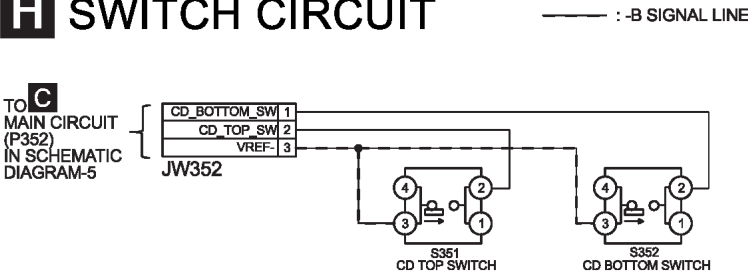 H SWITCH CIRCUIT
: -B SIGNAL LINE
TO C
MAIN CIRCUIT
(P352)
IN SCHEMATIC
DIAGRAM-5
CD_BOTTOM_SW 1
CD_TOP_SW 2
VREF- 3
JW352
4 2
3 1
S351
CD TOP SWITCH
4 2
3 1
S352
CD BOTTOM SWITCH